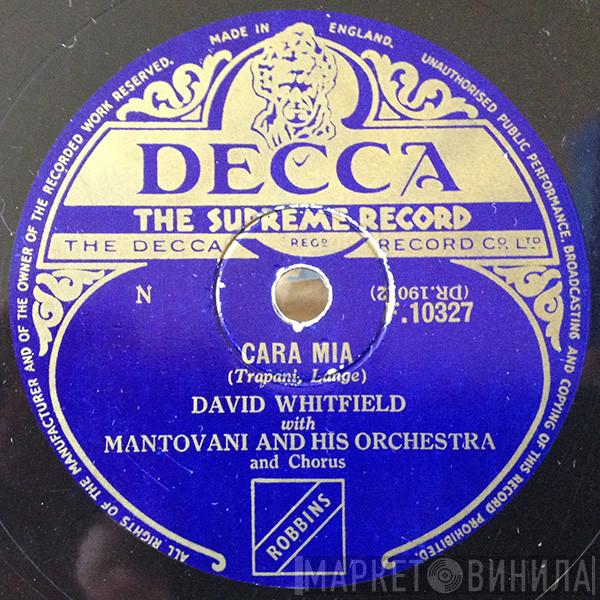 MADE IN ENGLAND.
UNAUTHORISED PUBLIC PERFORMANCE, BROADCASTING AND COPYING OF THIS RECORD PROHIBITED.
ALL RIGHTS OF THE MANUFACTURER AND OF THE OWNER OF THE RECORDED WORK RESERVED.
DECCA
THE SUPREME RECORD
THE DECCA REGD RECORD CO. LTD
N
F.10327
CARA MIA
(Trapani, Lange)
DAVID WHITFIELD
with
MANTOVANI AND HIS ORCHESTRA
and Chorus
ROBBINS
МАРКЕТ ВИНИЛА